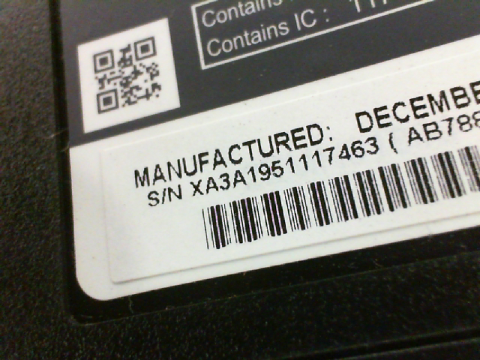 Contains
Contains IC :
MANUFACTURED: DECEMBE
S/N XA3A1951117463 ( AB788